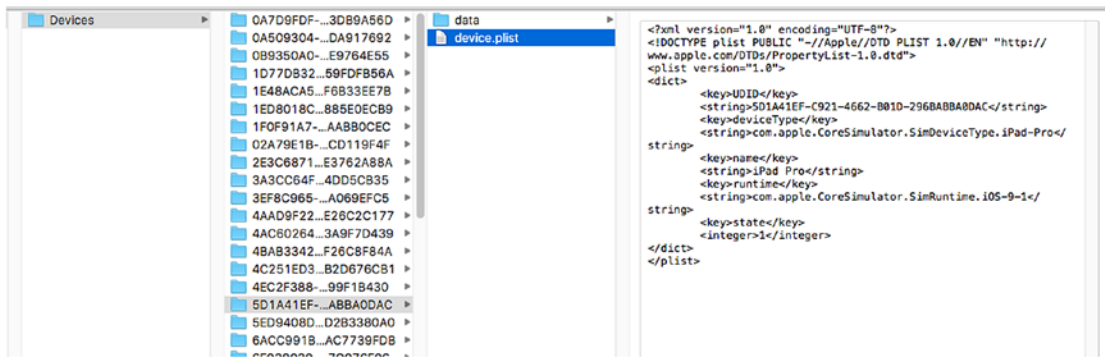 Devices
0A7D9FDF-...3DB9A56D
0A509304-...DA917692
0B9350A0-...E9764E55
1D77DB32...59FDFB56A
1E48ACA5...F6B33EE7B
1ED8018C...885E0ECB9
1F0F91A7-...AABB0CEC
02A79E1B-...CD119F4F
2E3C6871...E3762A88A
3A3CC64F...4DD5CB35
3EF8C965-...A069EFC5
4AAD9F22...E26C2C177
4AC60264...3A9F7D439
4BAB3342...F26C8F84A
4C251ED3...B2D676CB1
4EC2F388-...99F1B430
5D1A41EF-...ABBA0DAC
5ED9408D...D2B3380A0
6ACC991B...AC7739FDB
data
device.plist
<?xml version="1.0" encoding="UTF-8"?>
<!DOCTYPE plist PUBLIC "-//Apple//DTD PLIST 1.0//EN" "http://
www.apple.com/DTDs/PropertyList-1.0.dtd">
<plist version="1.0">
<dict>
<key>UDID</key>
<string>5D1A41EF-C921-4662-B01D-296BABBA0DAC</string>
<key>deviceType</key>
<string>com.apple.CoreSimulator.SimDeviceType.iPad-Pro</
string>
<key>name</key>
<string>iPad Pro</string>
<key>runtime</key>
<string>com.apple.CoreSimulator.SimRuntime.iOS-9-1</
string>
<key>state</key>
<integer>1</integer>
</dict>
</plist>